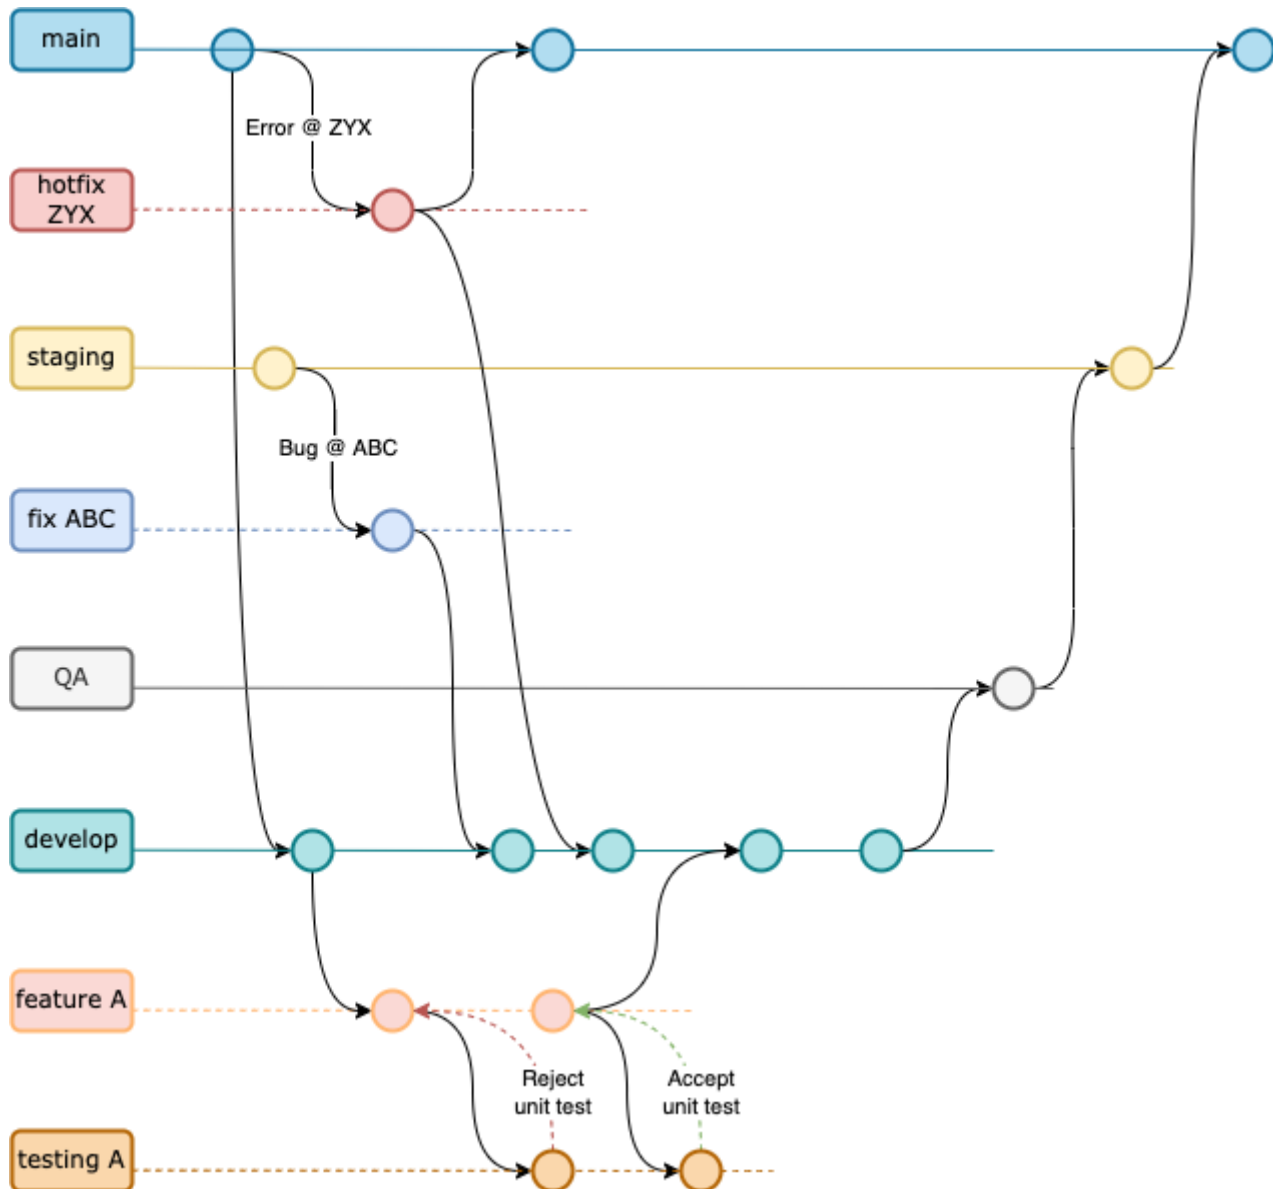 main
Error @ ZYX
hotfix
ZYX
staging
Bug @ ABC
fix ABC
QA
develop
feature A
Reject
unit test
Accept
unit test
testing A